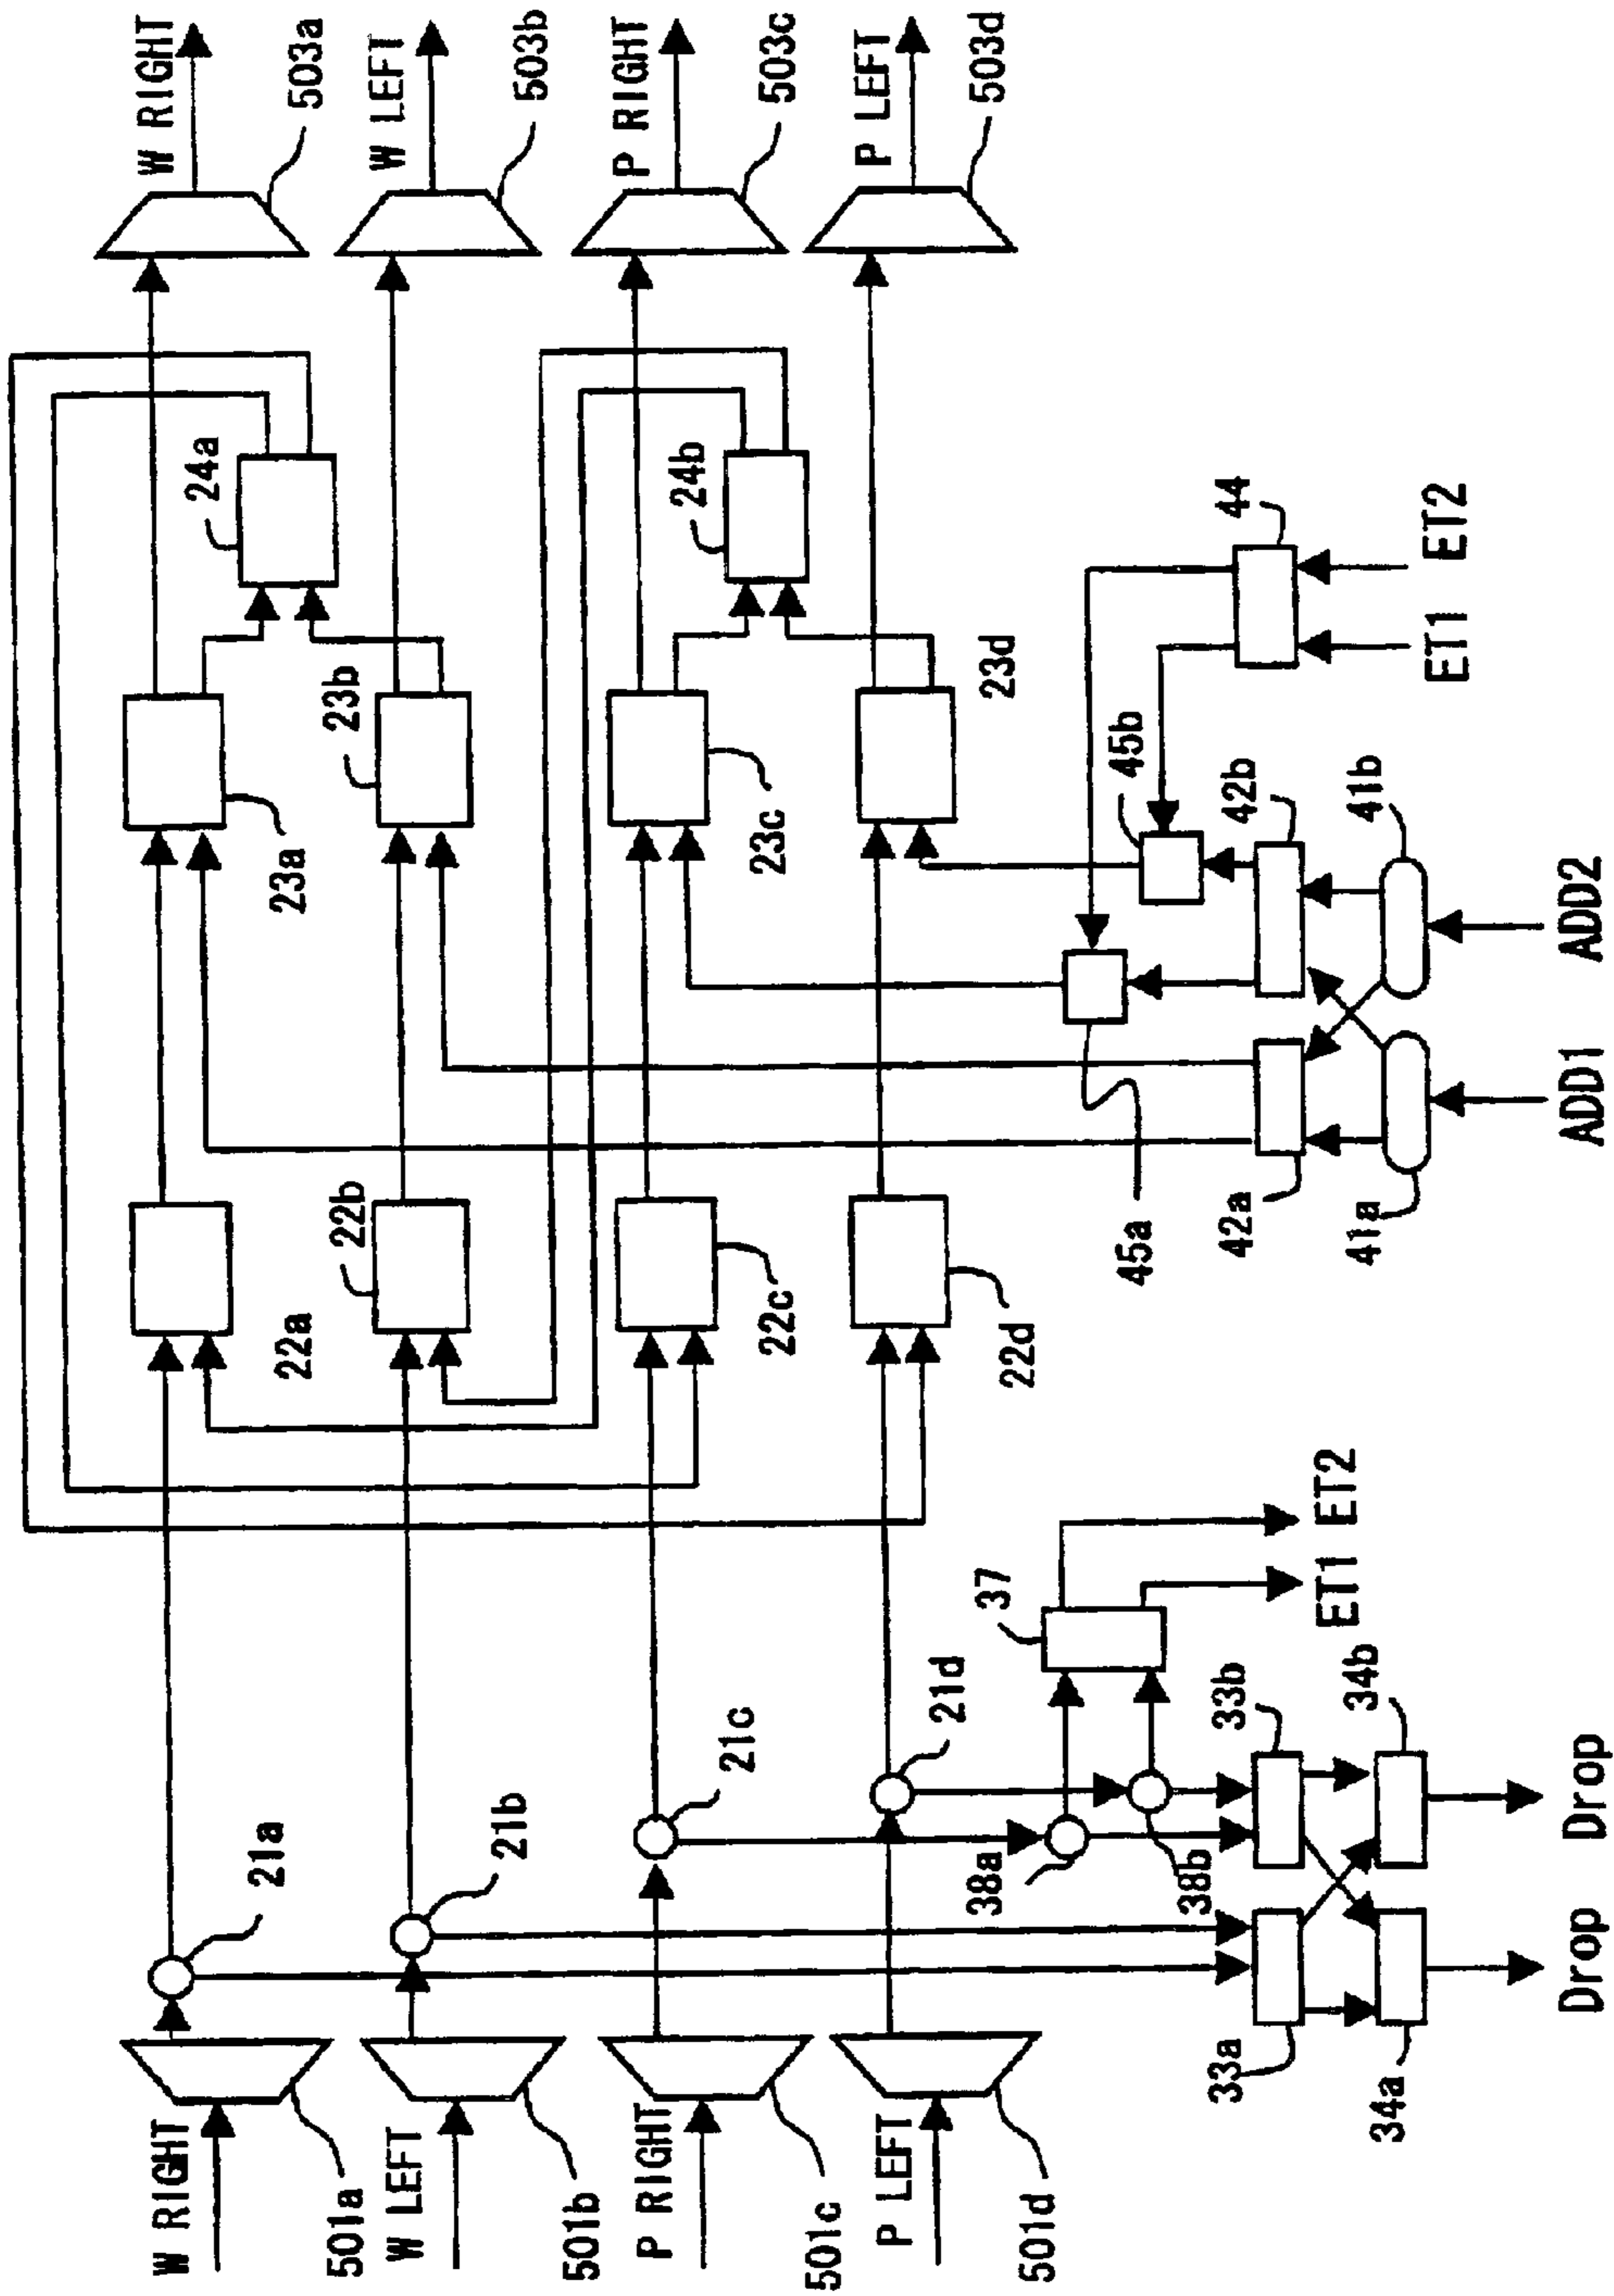 W RIGHT
503a
W LEFT
503b
P RIGHT
503c
P LEFT
503d
24a
24b
23a
23b
23c
23d
44
ET1
ET2
45b
42b
41b
ADD2
22a
22b
22c
22d
45a
42a
41a
ADD1
37
ET1
ET2
21a
21b
21c
21d
38a
38b
33b
34b
Drop
33a
34a
Drop
W RIGHT
501a
W LEFT
501b
P RIGHT
501c
P LEFT
501d